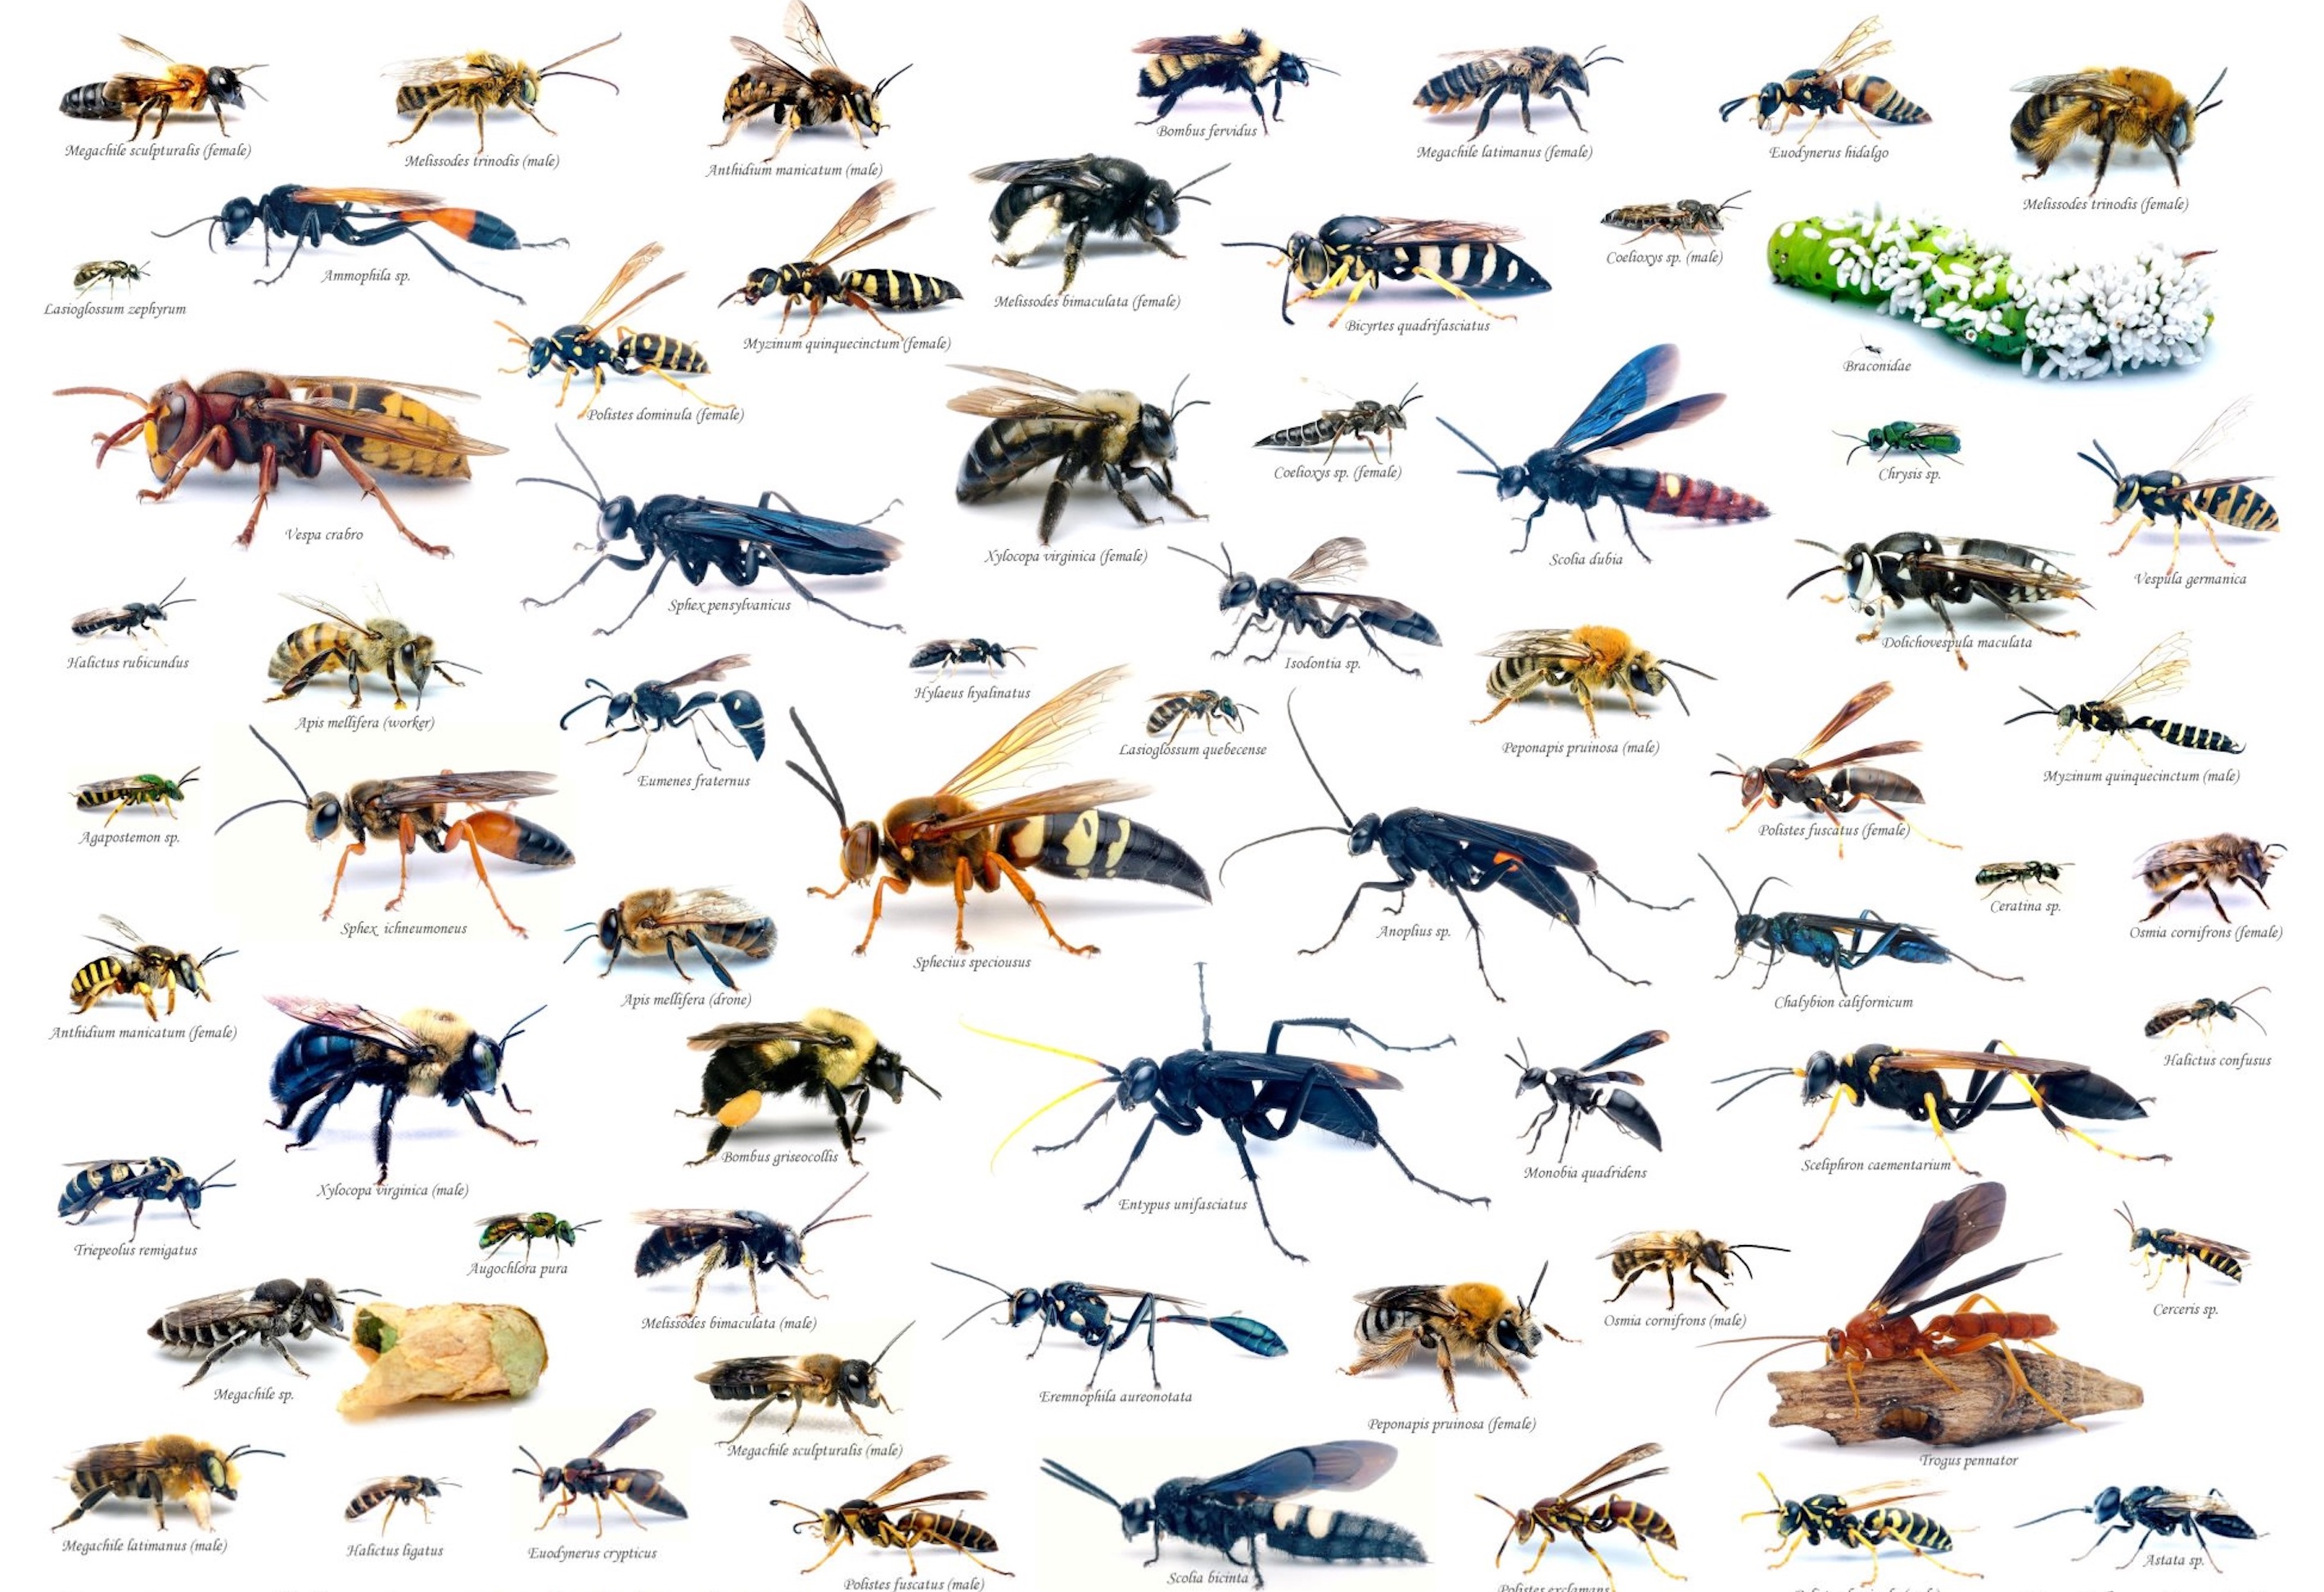 Megachile sculpturalis (female)
Melissodes trinodis (male)
Anthidium manicatum (male)
Bombus fervidus
Megachile latimanus (female)
Euodynerus hidalgo
Melissodes trinodis (female)
Ammophila sp.
Lasioglossum zephyrum
Polistes dominula (female)
Myzinum quinquecinctum (female)
Melissodes bimaculata (female)
Bicyrtes quadrifasciatus
Coelioxys sp. (male)
Braconidae
Vespa crabro
Sphex pensylvanicus
Xylocopa virginica (female)
Coelioxys sp. (female)
Scolia dubia
Chrysis sp.
Vespula germanica
Dolichovespula maculata
Halictus rubicundus
Apis mellifera (worker)
Eumenes fraternus
Hylaeus hyalinatus
Isodontia sp.
Lasioglossum quebecense
Peponapis pruinosa (male)
Myzinum quinquecinctum (male)
Polistes fuscatus (female)
Agapostemon sp.
Sphex ichneumoneus
Sphecius speciousus
Anoplius sp.
Ceratina sp.
Osmia cornifrons (female)
Apis mellifera (drone)
Chalybion californicum
Anthidium manicatum (female)
Halictus confusus
Xylocopa virginica (male)
Bombus griseocollis
Entypus unifasciatus
Monobia quadridens
Sceliphron caementarium
Triepeolus remigatus
Augochlora pura
Melissodes bimaculata (male)
Osmia cornifrons (male)
Cerceris sp.
Megachile sp.
Eremnophila aureonotata
Peponapis pruinosa (female)
Megachile sculpturalis (male)
Trogus pennator
Megachile latimanus (male)
Halictus ligatus
Euodynerus crypticus
Polistes fuscatus (male)
Scolia bicinta
Polistes exclamans
Astata sp.